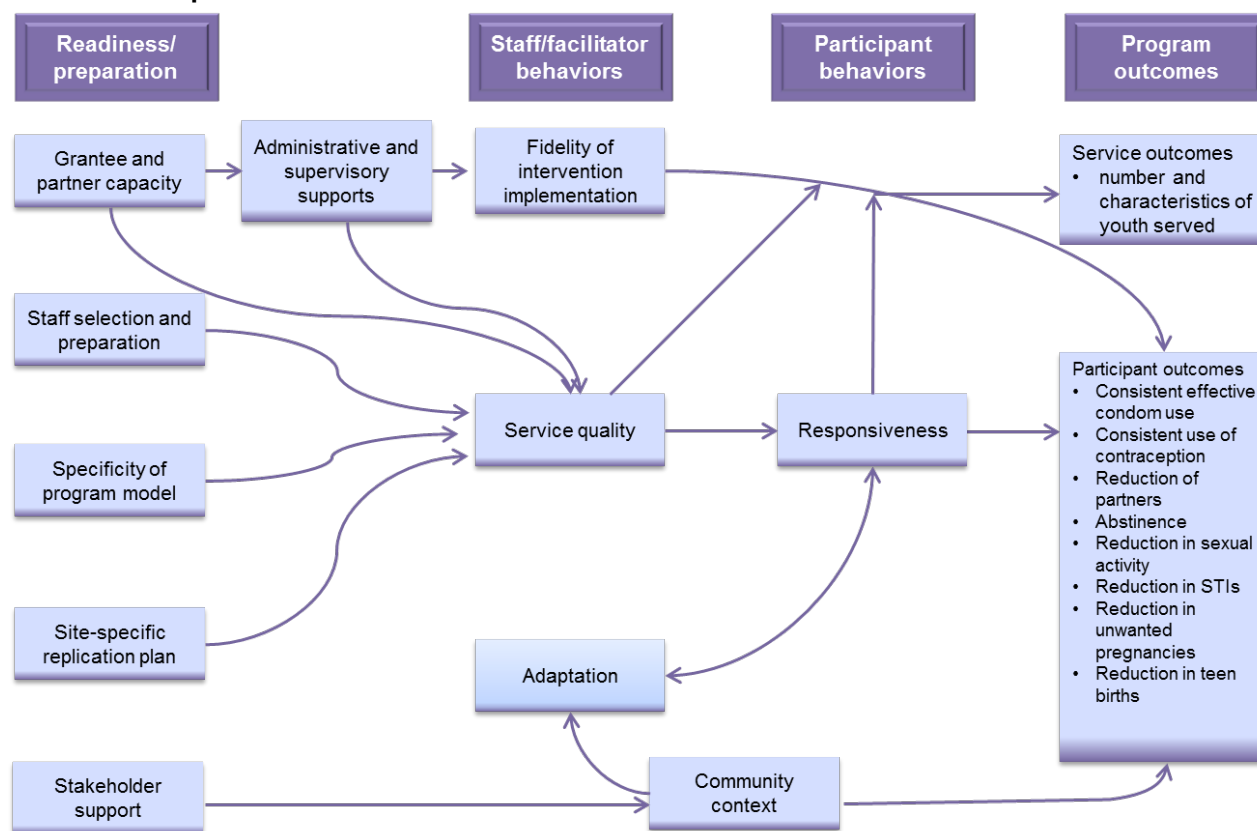 Readiness/
preparation
Staff/facilitator
behaviors
Participant
behaviors
Program
outcomes
Grantee and
partner capacity
Administrative and
supervisory
supports
Fidelity of
intervention
implementation
Service outcomes
• number and
characteristics of
youth served
Staff selection and
preparation
Service quality
Responsiveness
Participant outcomes
• Consistent effective
condom use
• Consistent use of
contraception
• Reduction of
partners
• Abstinence
• Reduction in sexual
activity
• Reduction in STIs
• Reduction in
unwanted
pregnancies
• Reduction in teen
births
Specificity of
program model
Site-specific
replication plan
Adaptation
Stakeholder
support
Community
context